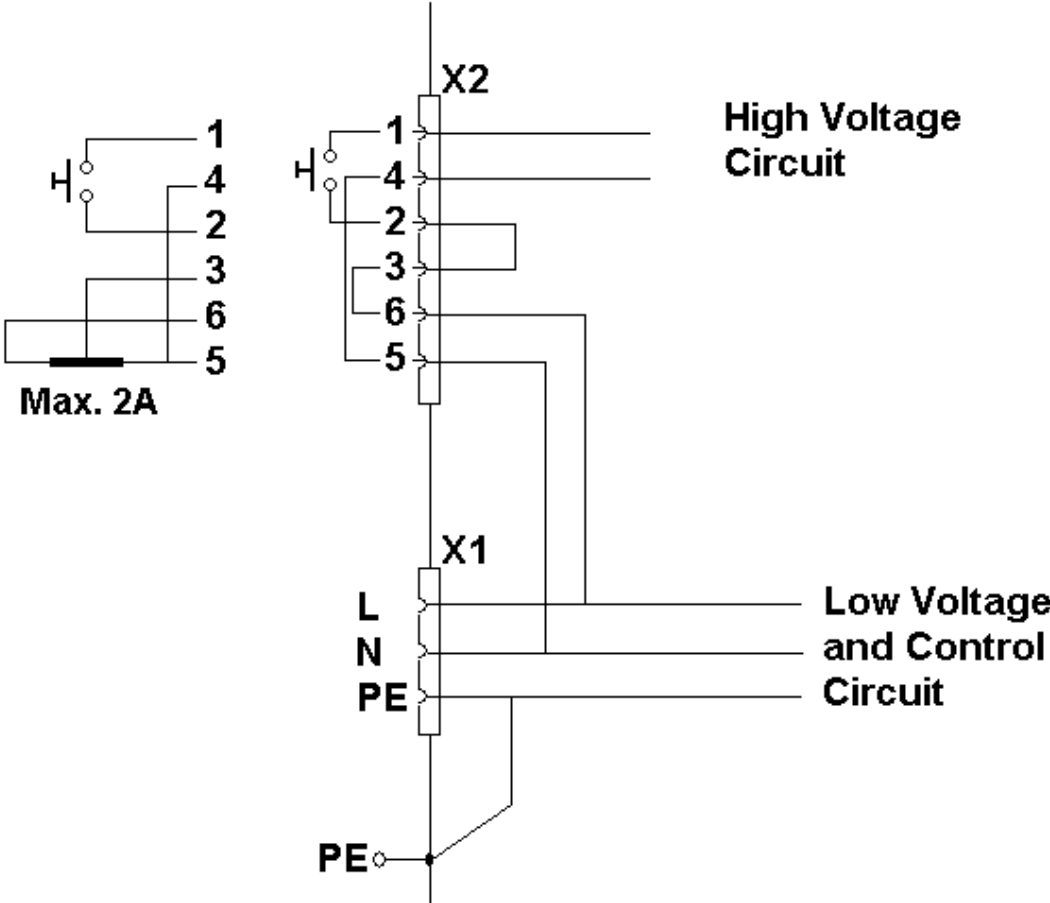 X2
High Voltage
Circuit
1
4
2
3
6
5
Max. 2A
1
4
2
3
6
5
X1
L
N
PE
Low Voltage
and Control
Circuit
PE